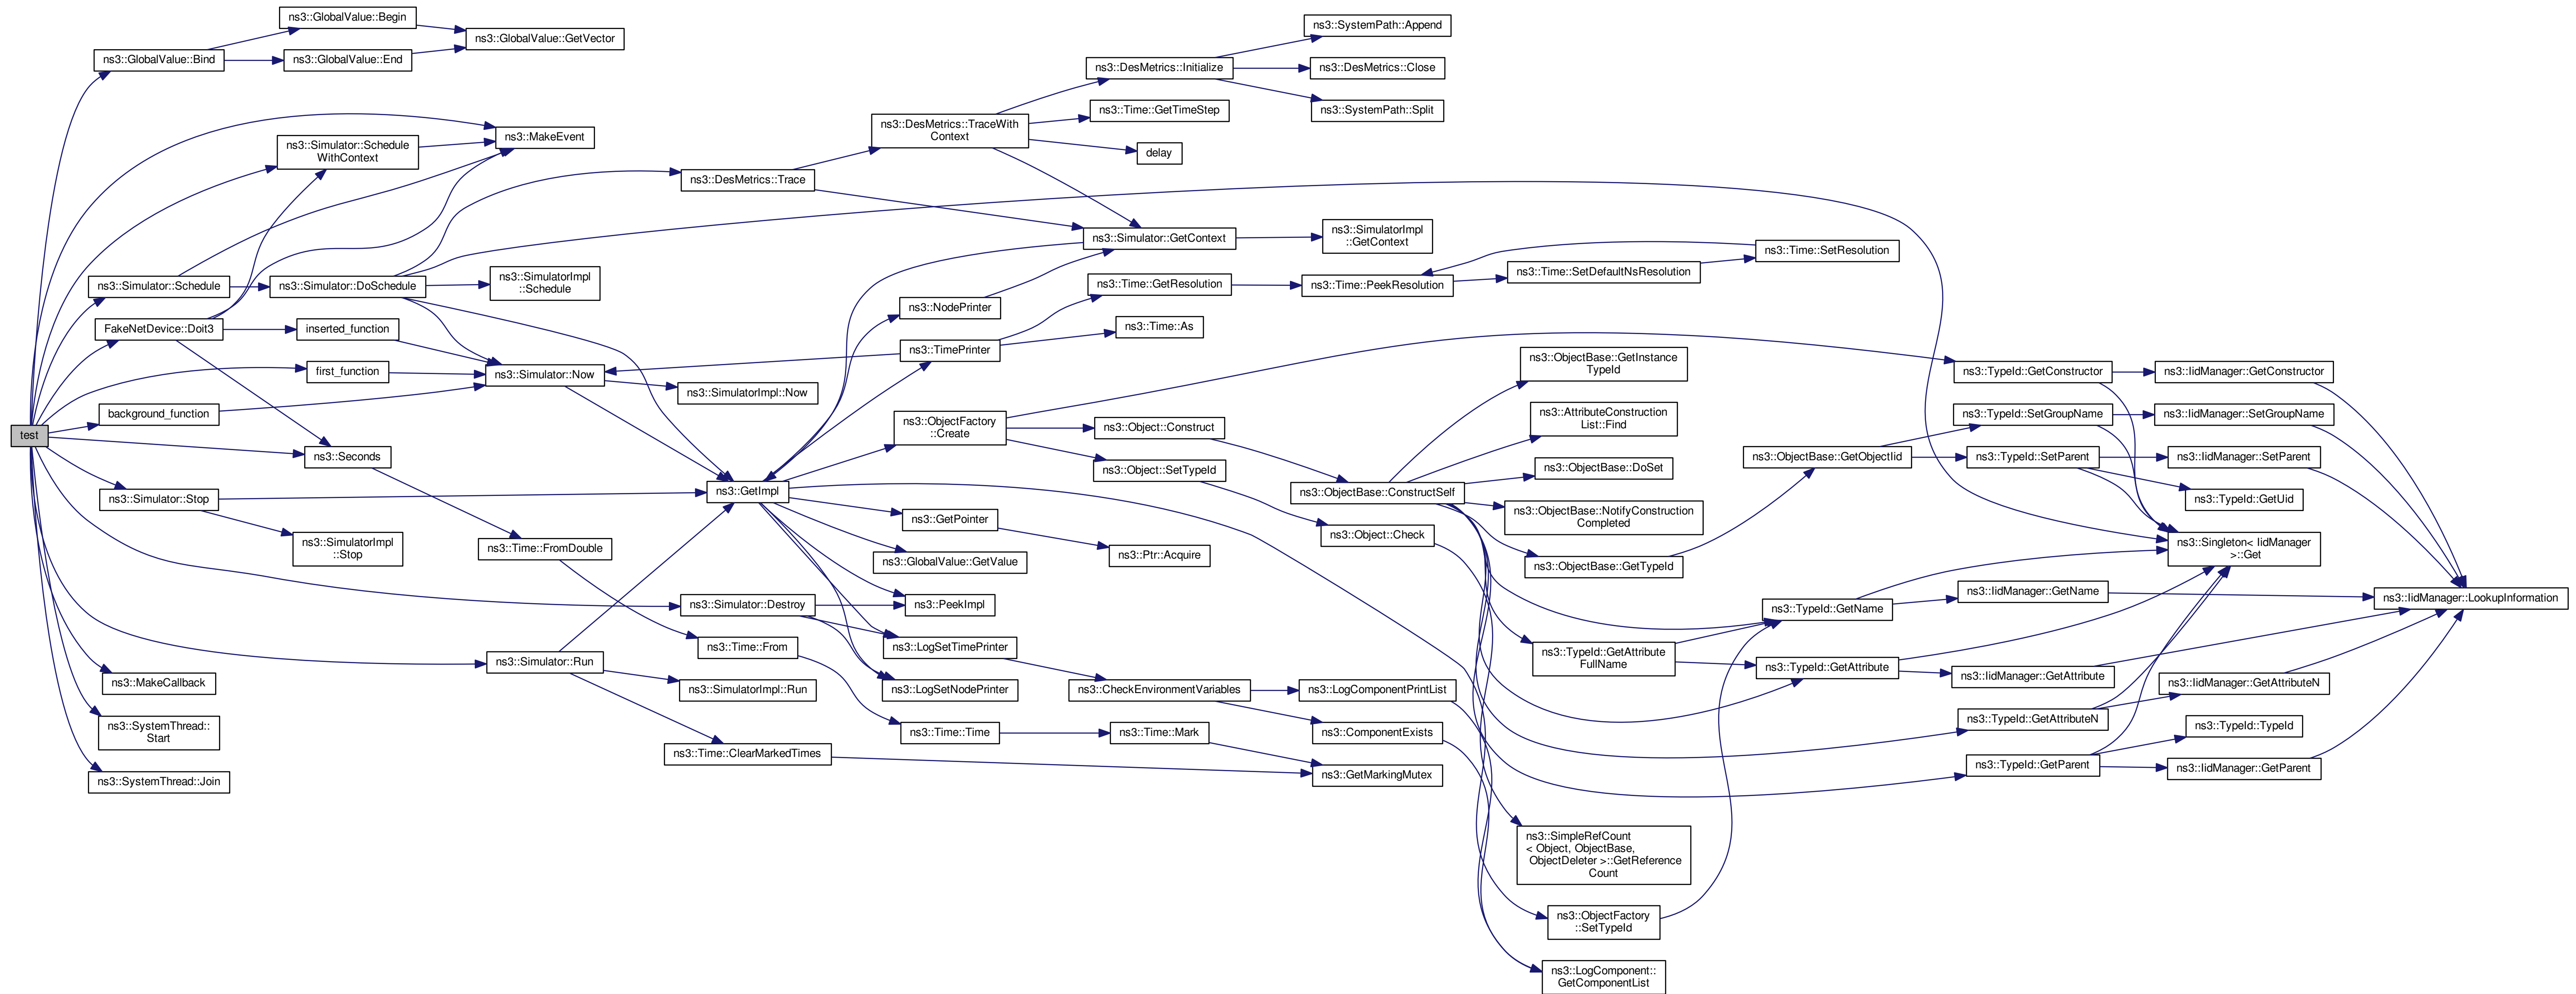 test
ns3::GlobalValue::Bind
ns3::GlobalValue::Begin
ns3::GlobalValue::End
ns3::GlobalValue::GetVector
ns3::MakeEvent
ns3::Simulator::Schedule
WithContext
ns3::Simulator::Schedule
ns3::Simulator::DoSchedule
ns3::SimulatorImpl
::Schedule
FakeNetDevice::Doit3
inserted_function
first_function
background_function
ns3::Simulator::Now
ns3::SimulatorImpl::Now
ns3::Seconds
ns3::Simulator::Stop
ns3::SimulatorImpl
::Stop
ns3::Time::FromDouble
ns3::Simulator::Run
ns3::MakeCallback
ns3::SystemThread::
Start
ns3::SystemThread::Join
ns3::DesMetrics::Trace
ns3::DesMetrics::TraceWith
Context
ns3::DesMetrics::Initialize
ns3::SystemPath::Append
ns3::DesMetrics::Close
ns3::SystemPath::Split
ns3::Time::GetTimeStep
delay
ns3::Simulator::GetContext
ns3::SimulatorImpl
::GetContext
ns3::NodePrinter
ns3::TimePrinter
ns3::Time::GetResolution
ns3::Time::As
ns3::Time::PeekResolution
ns3::Time::SetDefaultNsResolution
ns3::Time::SetResolution
ns3::GetImpl
ns3::ObjectFactory
::Create
ns3::Object::Construct
ns3::Object::SetTypeId
ns3::GetPointer
ns3::Ptr::Acquire
ns3::GlobalValue::GetValue
ns3::PeekImpl
ns3::Simulator::Destroy
ns3::LogSetTimePrinter
ns3::LogSetNodePrinter
ns3::Time::From
ns3::SimulatorImpl::Run
ns3::Time::ClearMarkedTimes
ns3::Time::Time
ns3::Time::Mark
ns3::GetMarkingMutex
ns3::CheckEnvironmentVariables
ns3::LogComponentPrintList
ns3::ComponentExists
ns3::ObjectBase::ConstructSelf
ns3::Object::Check
ns3::ObjectBase::GetInstance
TypeId
ns3::AttributeConstruction
List::Find
ns3::ObjectBase::DoSet
ns3::ObjectBase::NotifyConstruction
Completed
ns3::ObjectBase::GetTypeId
ns3::TypeId::GetAttribute
FullName
ns3::SimpleRefCount
< Object, ObjectBase,
ObjectDeleter >::GetReference
Count
ns3::ObjectFactory
::SetTypeId
ns3::LogComponent::
GetComponentList
ns3::ObjectBase::GetObjectIid
ns3::TypeId::GetName
ns3::TypeId::GetAttribute
ns3::TypeId::GetConstructor
ns3::TypeId::SetGroupName
ns3::TypeId::SetParent
ns3::IidManager::GetName
ns3::IidManager::GetAttribute
ns3::TypeId::GetAttributeN
ns3::TypeId::GetParent
ns3::IidManager::GetConstructor
ns3::IidManager::SetGroupName
ns3::IidManager::SetParent
ns3::TypeId::GetUid
ns3::Singleton< IidManager
>::Get
ns3::IidManager::GetAttributeN
ns3::TypeId::TypeId
ns3::IidManager::GetParent
ns3::IidManager::LookupInformation